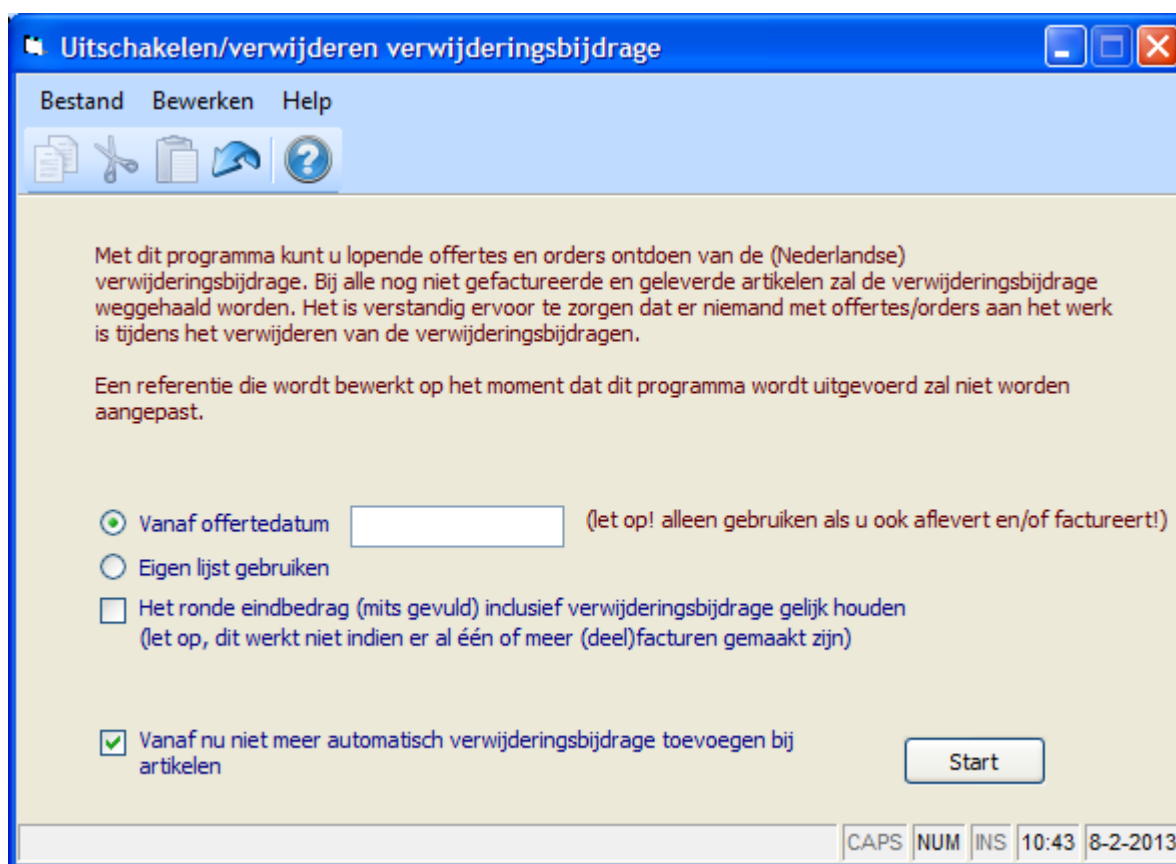 Uitschakelen/verwijderen verwijderingsbijdrage
Bestand Bewerken Help
Met dit programma kunt u lopende offertes en orders ontdoen van de (Nederlandse)
verwijderingsbijdrage. Bij alle nog niet gefactureerde en geleverde artikelen zal de verwijderingsbijdrage
weggehaald worden. Het is verstandig ervoor te zorgen dat er niemand met offertes/orders aan het werk
is tijdens het verwijderen van de verwijderingsbijdragen.
Een referentie die wordt bewerkt op het moment dat dit programma wordt uitgevoerd zal niet worden
aangepast.
Vanaf offertedatum (let op! alleen gebruiken als u ook aflevert en/of factureert!)
Eigen lijst gebruiken
Het ronde eindbedrag (mits gevuld) inclusief verwijderingsbijdrage gelijk houden
(let op, dit werkt niet indien er al één of meer (deel)facturen gemaakt zijn)
Vanaf nu niet meer automatisch verwijderingsbijdrage toevoegen bij
artikelen
Start
CAPS NUM INS 10:43 8-2-2013